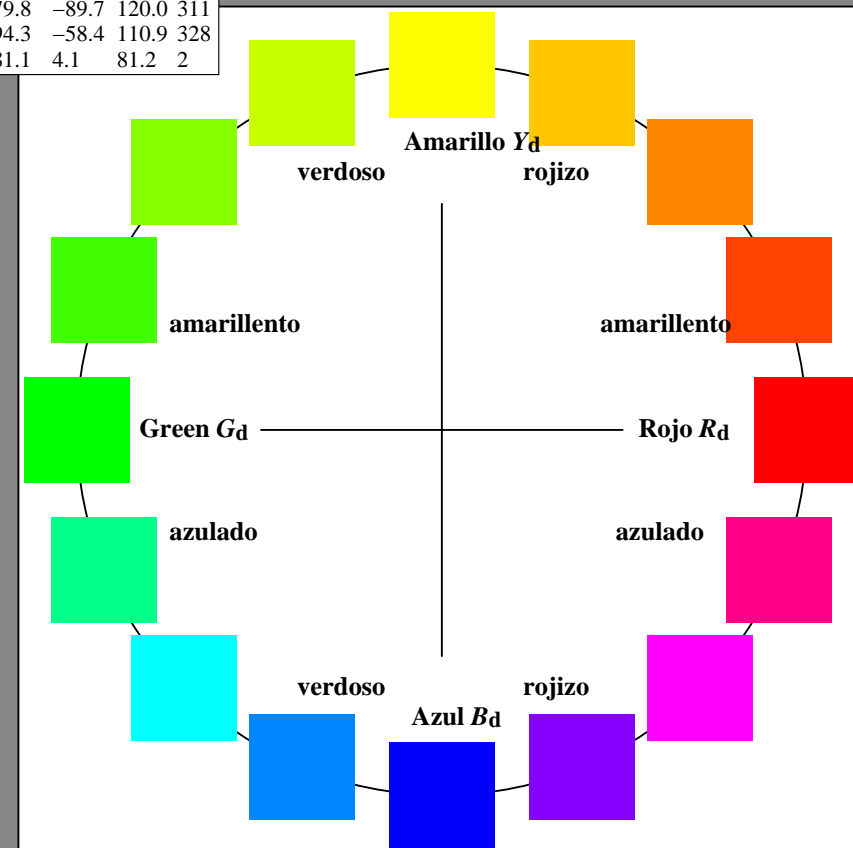 −89.7 120.0 311
−58.4 110.9 328
4.1 81.2 2
Amarillo Yd
verdoso rojizo
amarillento amarillento
Green Gd Rojo Rd
azulado azulado
verdoso rojizo
Azul Bd